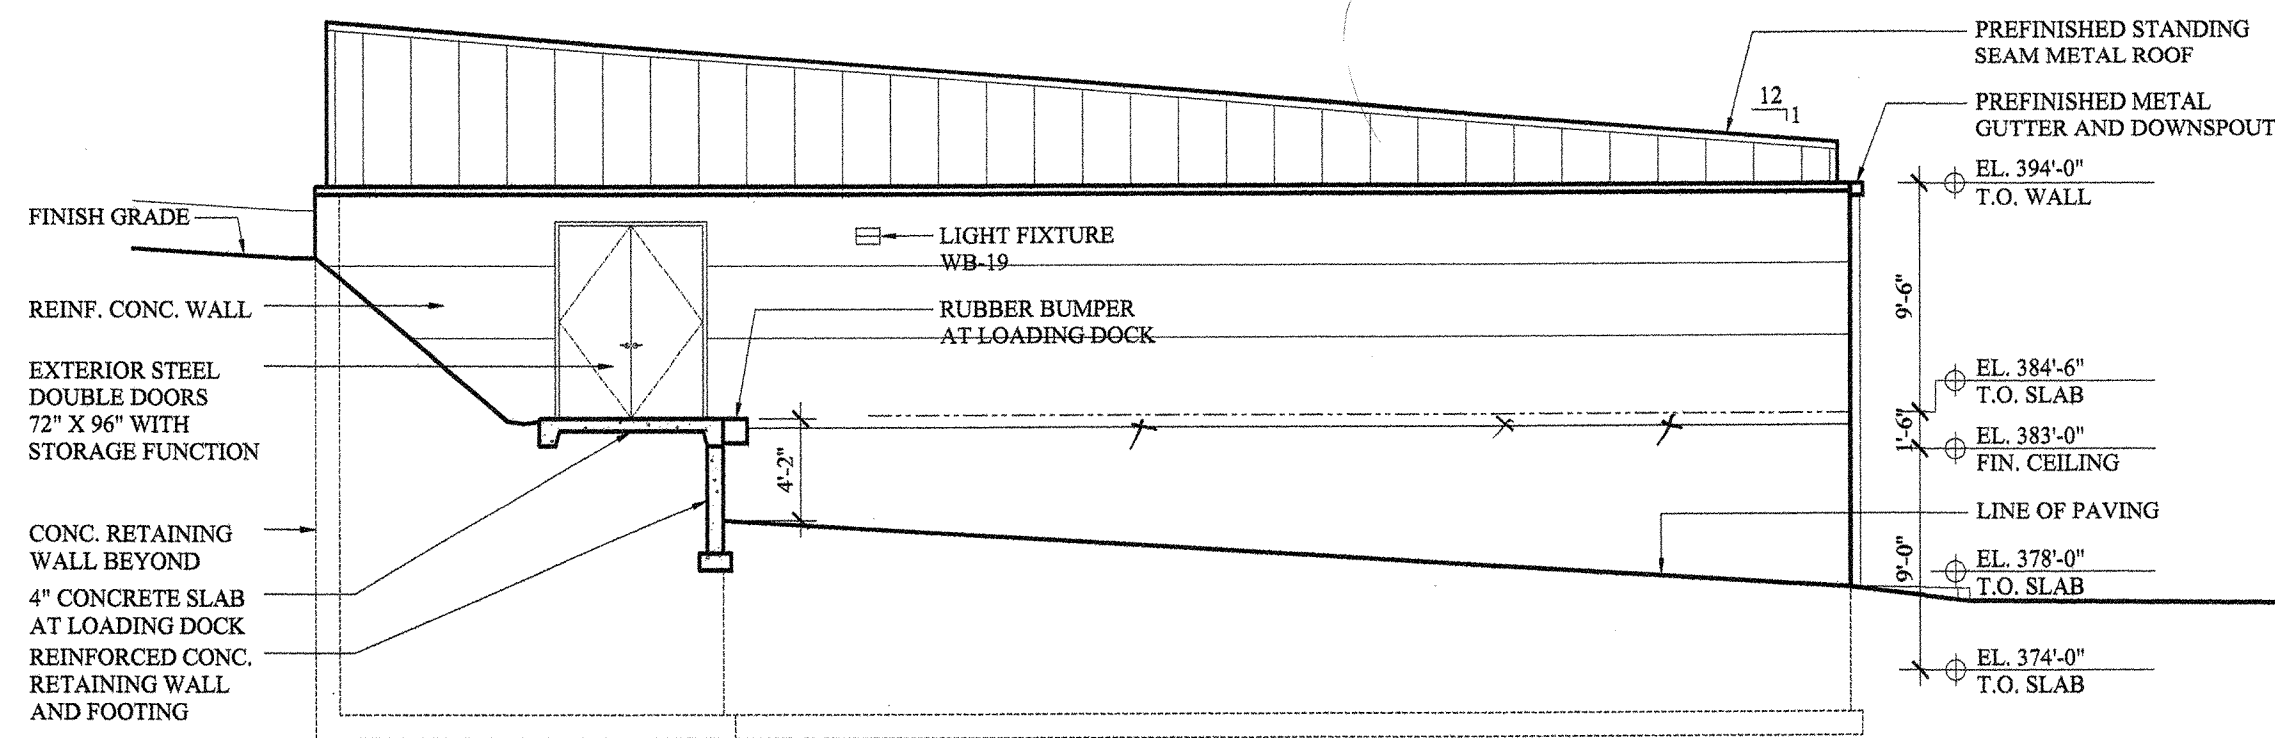 PREFINISHED STANDING
SEAM METAL ROOF
12
1
PREFINISHED METAL
GUTTER AND DOWNSPOUT
EL. 394'-0"
T.O. WALL
FINISH GRADE
LIGHT FIXTURE
WB-19
REINF. CONC. WALL
RUBBER BUMPER
AT LOADING DOCK
9'-6"
EXTERIOR STEEL
DOUBLE DOORS
72" X 96" WITH
STORAGE FUNCTION
EL. 384'-6"
T.O. SLAB
1'-6"
EL. 383'-0"
FIN. CEILING
4'-2"
CONC. RETAINING
WALL BEYOND
LINE OF PAVING
9'-0"
EL. 378'-0"
T.O. SLAB
4" CONCRETE SLAB
AT LOADING DOCK
REINFORCED CONC.
RETAINING WALL
AND FOOTING
EL. 374'-0"
T.O. SLAB